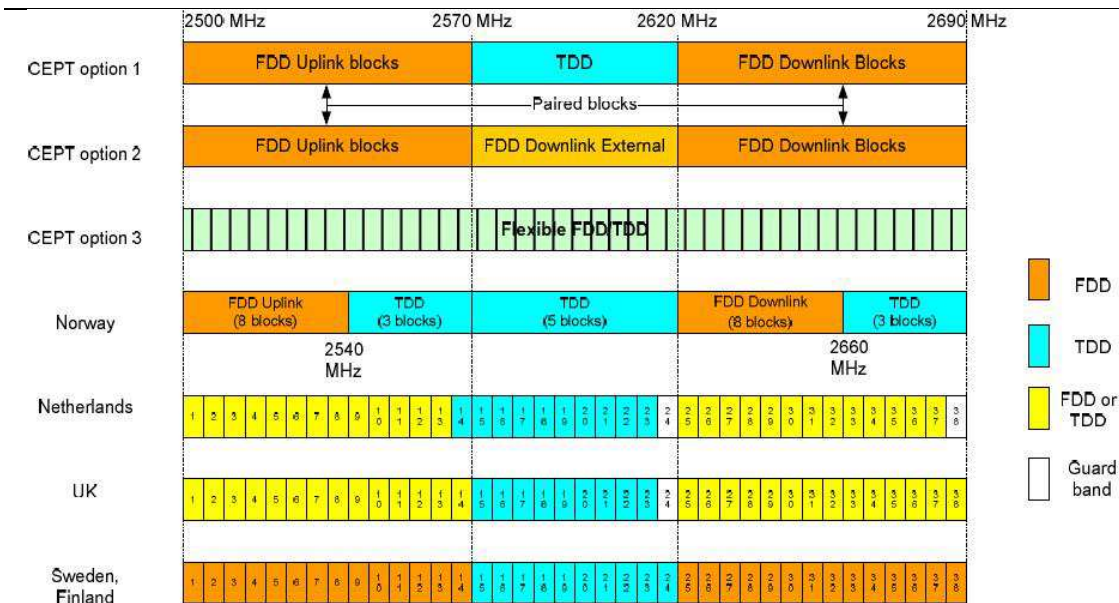 2500 MHz 2570 MHz 2620 MHz 2690 MHz
CEPT option 1 FDD Uplink blocks TDD FDD Downlink Blocks
Paired blocks
CEPT option 2 FDD Uplink blocks FDD Downlink External FDD Downlink Blocks
CEPT option 3 Flexible FDD/TDD
Norway FDD Uplink (8 blocks) TDD (3 blocks) TDD (5 blocks) FDD Downlink (8 blocks) TDD (3 blocks)
2540 MHz 2660 MHz
Netherlands 1 2 3 4 5 6 7 8 9 10 11 12 13 14 15 16 17 18 19 20 21 22 23 24 25 26 27 28 29 30 31 32 33 34 35 36 37 38
UK 1 2 3 4 5 6 7 8 9 10 11 12 13 14 15 16 17 18 19 20 21 22 23 24 25 26 27 28 29 30 31 32 33 34 35 36 37 38
Sweden, Finland 1 2 3 4 5 6 7 8 9 10 11 12 13 14 15 16 17 18 19 20 21 22 23 24 25 26 27 28 29 30 31 32 33 34 35 36 37 38
FDD
TDD
FDD or
TDD
Guard
band